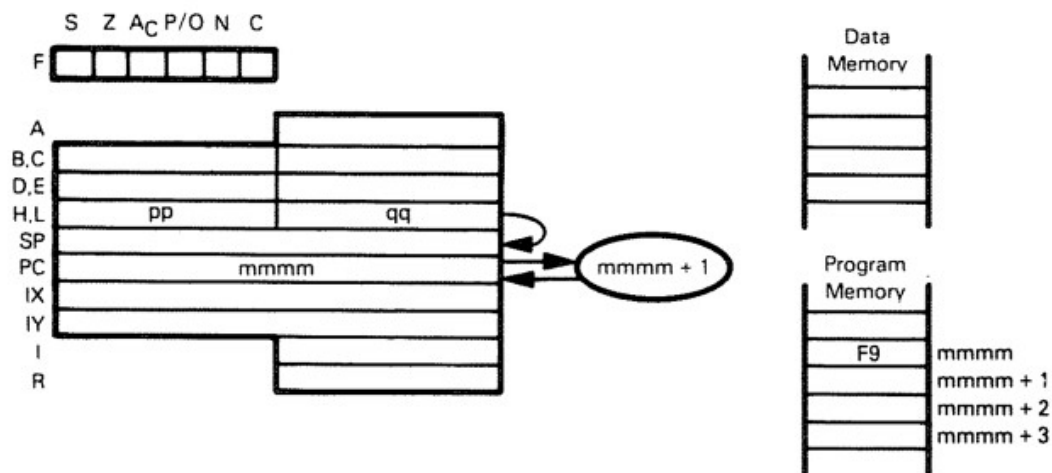 S Z AC P/O N C
F
A
B,C
D,E
H,L pp qq
SP
PC mmmm mmmm + 1
IX
IY
I
R
Data
Memory
Program
Memory
F9 mmmm
mmmm + 1
mmmm + 2
mmmm + 3